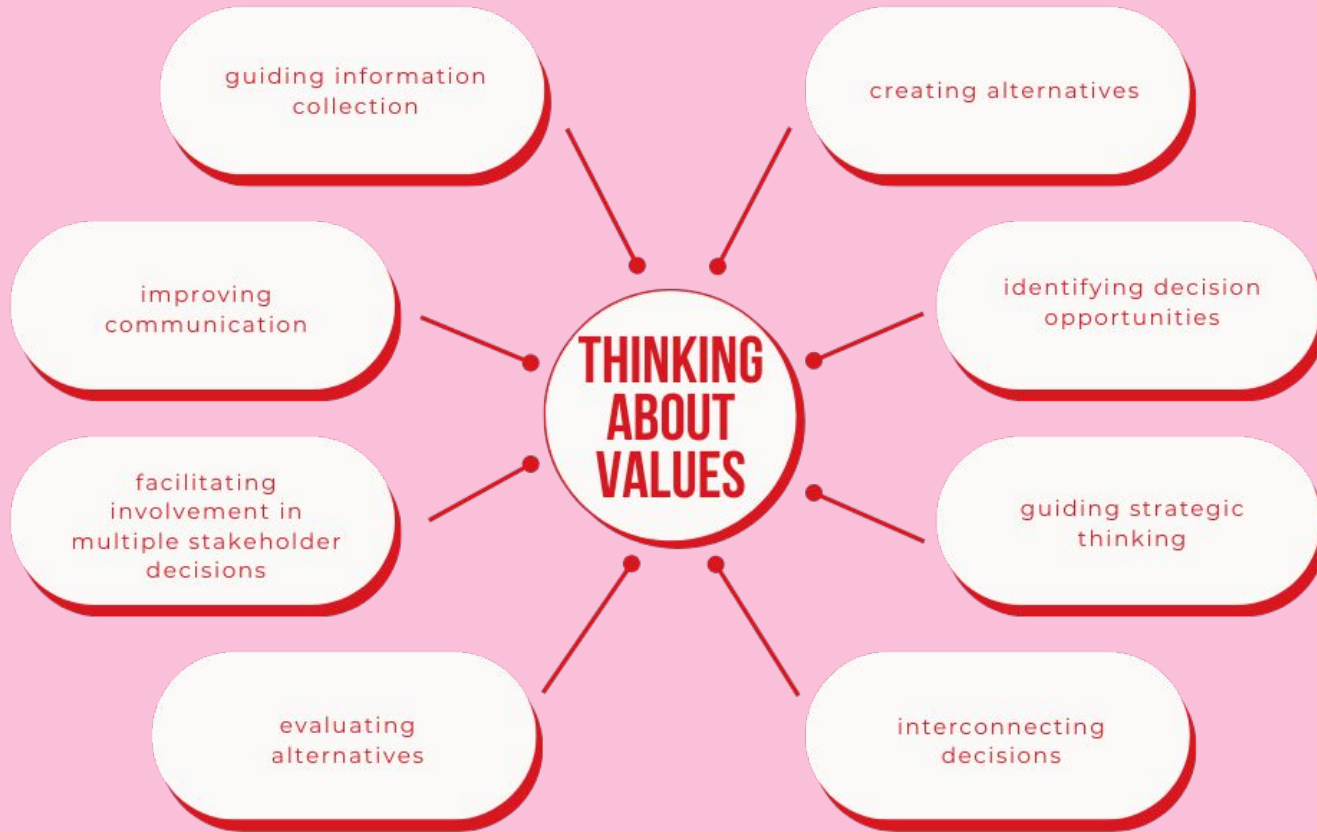 guiding information
collection
creating alternatives
improving
communication
identifying decision
opportunities
THINKING
ABOUT
VALUES
facilitating
involvement in
multiple stakeholder
decisions
guiding strategic
thinking
evaluating
alternatives
interconnecting
decisions